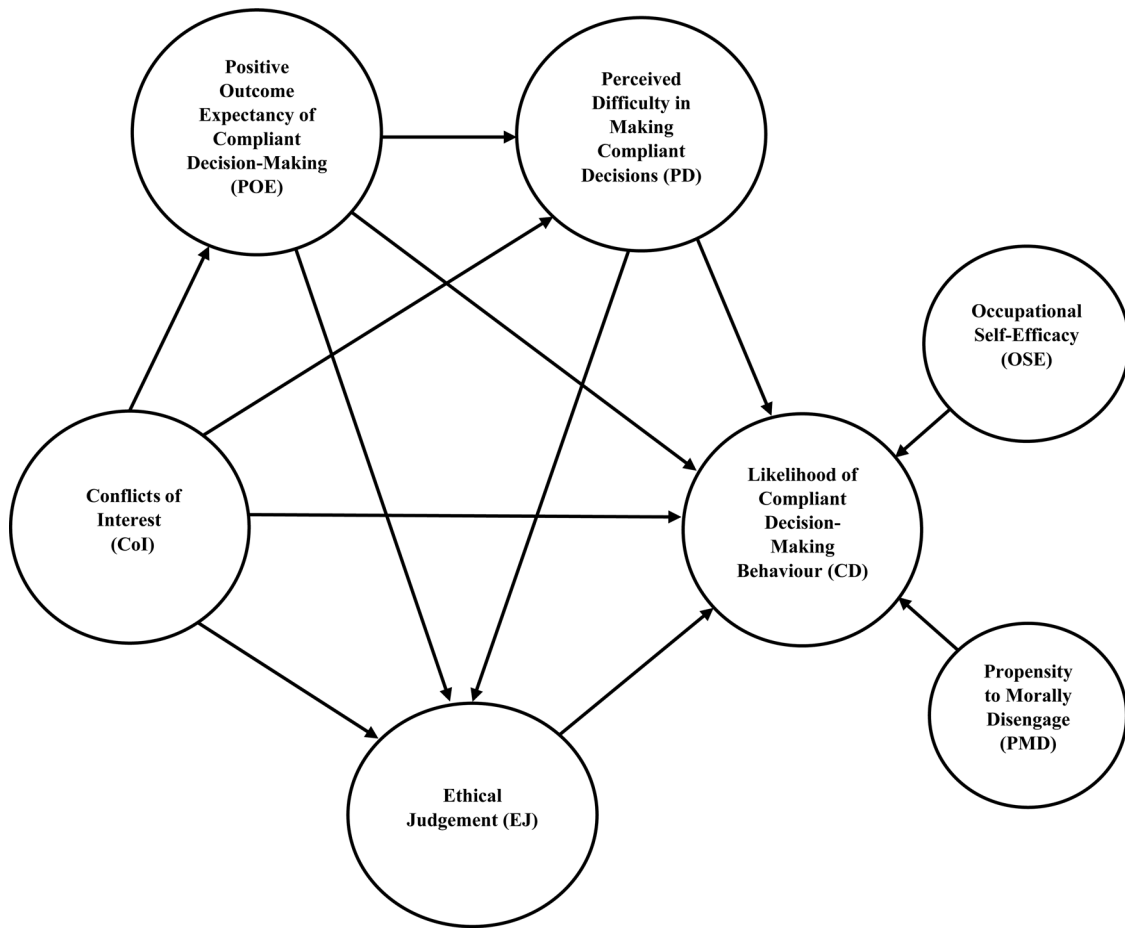 Positive
Outcome
Expectancy of
Compliant
Decision-Making
(POE)
Perceived
Difficulty in
Making
Compliant
Decisions (PD)
Occupational
Self-Efficacy
(OSE)
Conflicts of
Interest
(CoI)
Likelihood of
Compliant
Decision-
Making
Behaviour (CD)
Propensity
to Morally
Disengage
(PMD)
Ethical
Judgement (EJ)